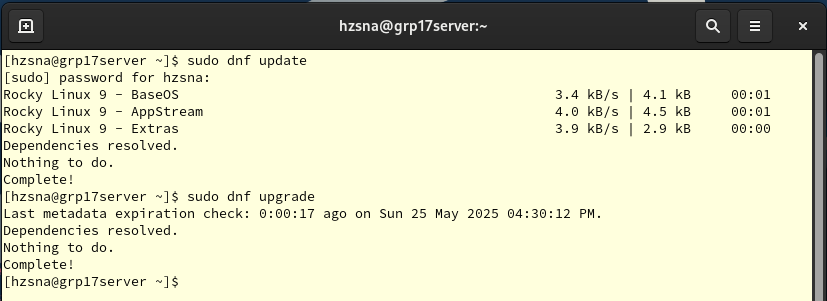 hzsna@grp17server:~
[hzsna@grp17server ~]$ sudo dnf update
[sudo] password for hzsna:
Rocky Linux 9 - BaseOS 3.4 kB/s | 4.1 kB 00:01
Rocky Linux 9 - AppStream 4.0 kB/s | 4.5 kB 00:01
Rocky Linux 9 - Extras 3.9 kB/s | 2.9 kB 00:00
Dependencies resolved.
Nothing to do.
Complete!
[hzsna@grp17server ~]$ sudo dnf upgrade
Last metadata expiration check: 0:00:17 ago on Sun 25 May 2025 04:30:12 PM.
Dependencies resolved.
Nothing to do.
Complete!
[hzsna@grp17server ~]$